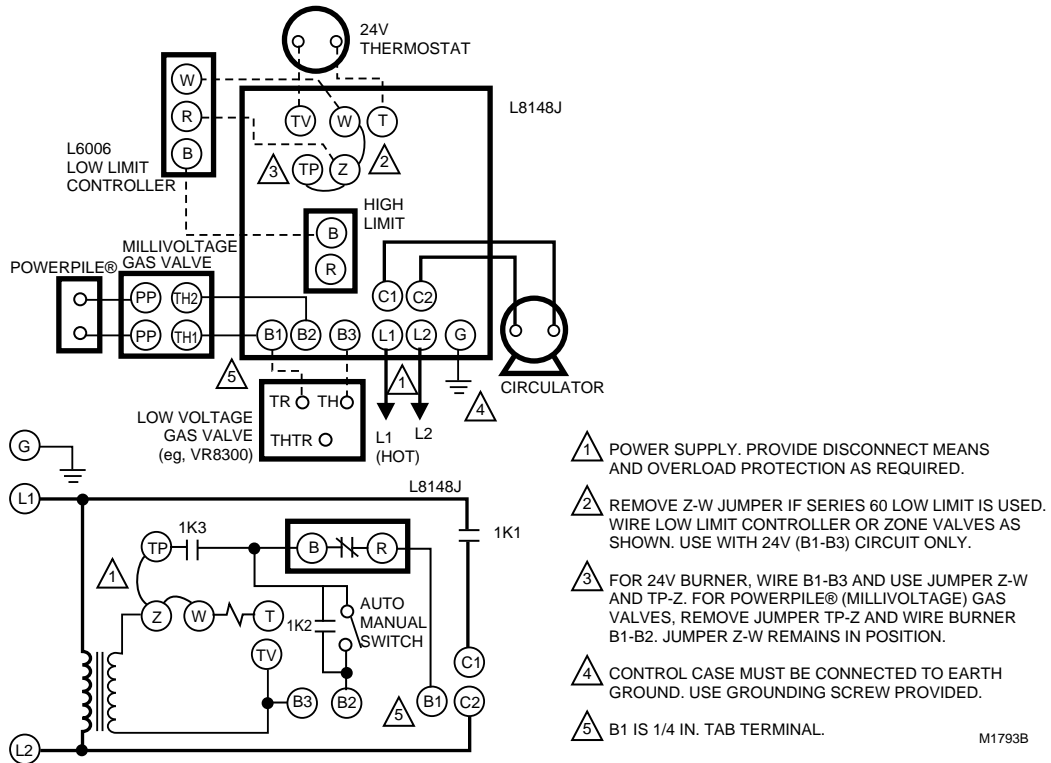 24V
THERMOSTAT
W
R
B
L6006
LOW LIMIT
CONTROLLER
L8148J
TV W T
3 TP Z 2
HIGH
LIMIT
B
R
MILLIVOLTAGE
GAS VALVE
POWERPILE®
PP TH2
PP TH1
C1 C2
B1 B2 B3 L1 L2 G
5
1
4
CIRCULATOR
TR TH
THTR
LOW VOLTAGE
GAS VALVE
(eg, VR8300)
L1
(HOT)
L2
G
L1
L8148J
1K3
TP
B R
1K1
1
Z W T
1K2
AUTO
MANUAL
SWITCH
TV
C1
B3 B2 5 B1 C2
L2
1 POWER SUPPLY. PROVIDE DISCONNECT MEANS
AND OVERLOAD PROTECTION AS REQUIRED.
2 REMOVE Z-W JUMPER IF SERIES 60 LOW LIMIT IS USED.
WIRE LOW LIMIT CONTROLLER OR ZONE VALVES AS
SHOWN. USE WITH 24V (B1-B3) CIRCUIT ONLY.
3 FOR 24V BURNER, WIRE B1-B3 AND USE JUMPER Z-W
AND TP-Z. FOR POWERPILE® (MILLIVOLTAGE) GAS
VALVES, REMOVE JUMPER TP-Z AND WIRE BURNER
B1-B2. JUMPER Z-W REMAINS IN POSITION.
4 CONTROL CASE MUST BE CONNECTED TO EARTH
GROUND. USE GROUNDING SCREW PROVIDED.
5 B1 IS 1/4 IN. TAB TERMINAL.
M1793B